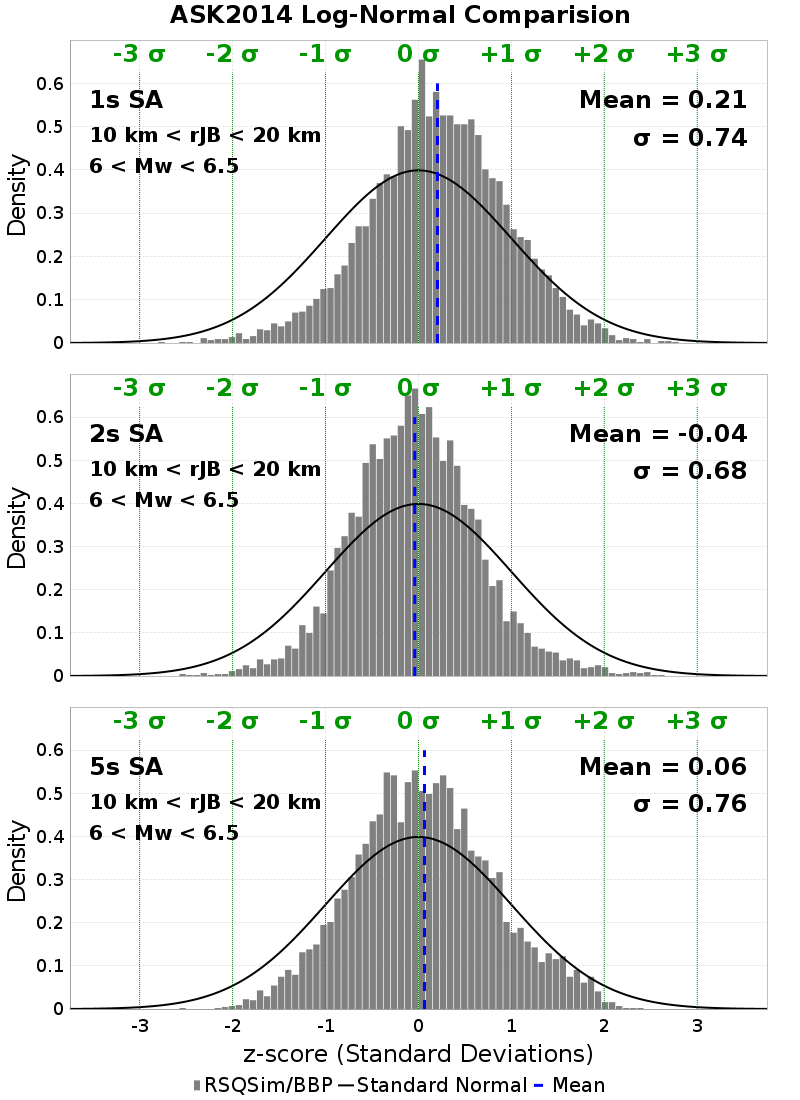 ASK2014 Log-Normal Comparision
-3 σ -2 σ -1 σ 0 σ +1 σ +2 σ +3 σ
1s SA
Mean = 0.21
10 km < rJB < 20 km
σ = 0.74
6 < Mw < 6.5
0.6
0.5
0.4
0.3
0.2
0.1
0
Density
-3 σ -2 σ -1 σ 0 σ +1 σ +2 σ +3 σ
2s SA
Mean = -0.04
10 km < rJB < 20 km
σ = 0.68
6 < Mw < 6.5
0.6
0.5
0.4
0.3
0.2
0.1
0
Density
-3 σ -2 σ -1 σ 0 σ +1 σ +2 σ +3 σ
5s SA
Mean = 0.06
10 km < rJB < 20 km
σ = 0.76
6 < Mw < 6.5
0.6
0.5
0.4
0.3
0.2
0.1
0
Density
-3 -2 -1 0 1 2 3
z-score (Standard Deviations)
RSQSim/BBP Standard Normal Mean